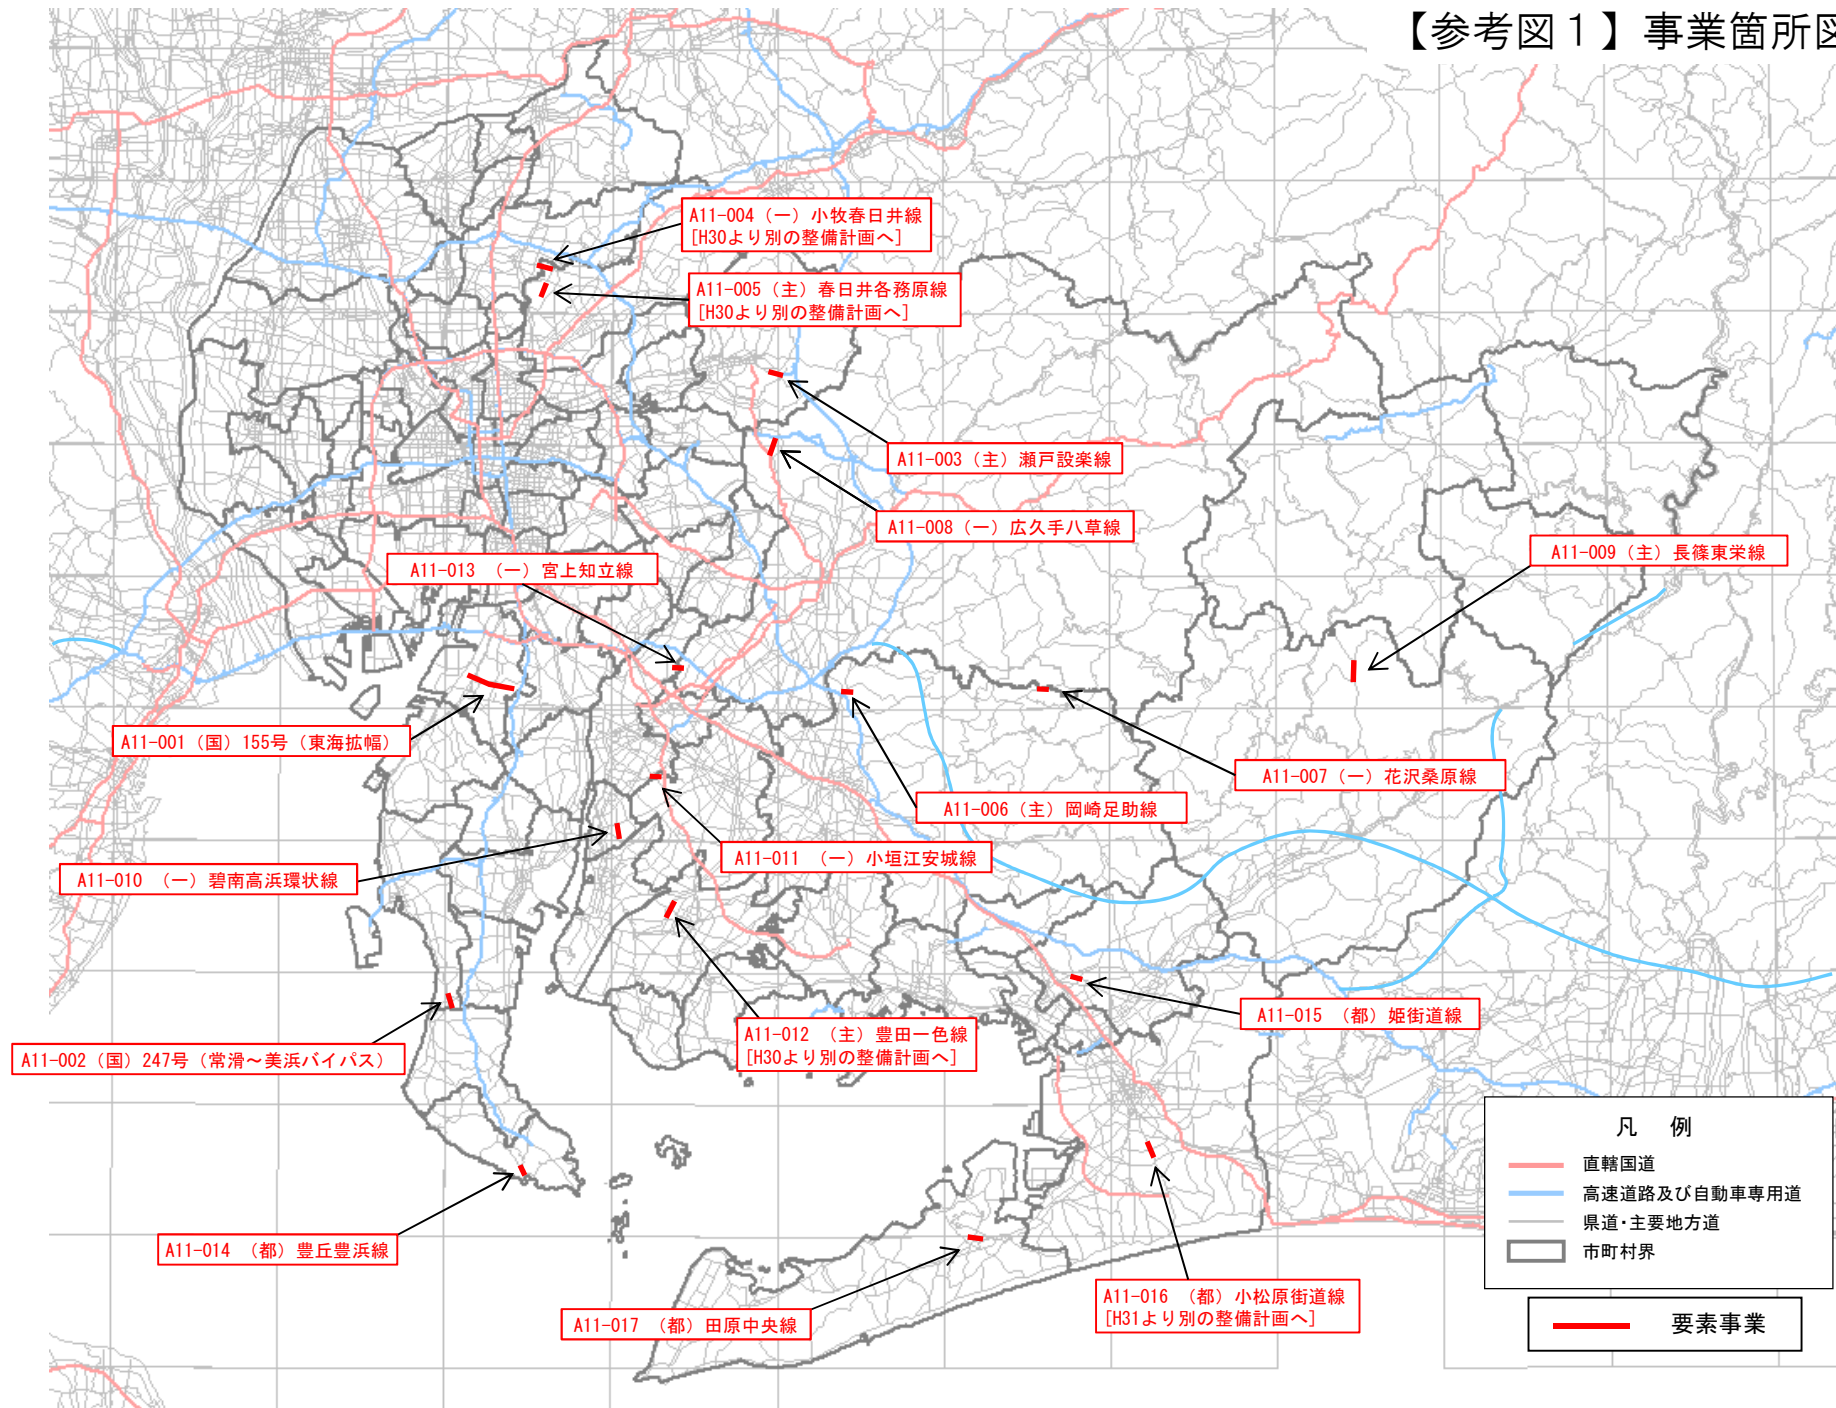 【参考図１】事業箇所図
A11-004（一）小牧春日井線
[H30より別の整備計画へ]
A11-005（主）春日井各務原線
[H30より別の整備計画へ]
A11-003（主）瀬戸設楽線
A11-008（一）広久手八草線
A11-009（主）長篠東栄線
A11-013　（一）宮上知立線
A11-001（国）155号（東海拡幅）
A11-007（一）花沢桑原線
A11-006（主）岡崎足助線
A11-011　（一）小垣江安城線
A11-010　（一）碧南高浜環状線
A11-015　（都）姫街道線
A11-012　（主）豊田一色線
[H30より別の整備計画へ]
A11-002（国）247号（常滑～美浜バイパス）
A11-014　（都）豊丘豊浜線
A11-016　（都）小松原街道線
[H31より別の整備計画へ]
A11-017　（都）田原中央線
凡　例
直轄国道
高速道路及び自動車専用道
県道・主要地方道
市町村界
要素事業